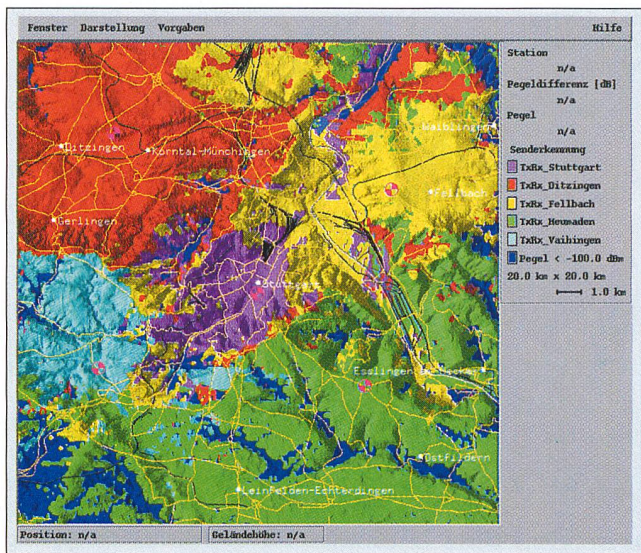 Fenster Darstellung Vorgaben Hilfe
Station
n/a
Pegeldifferenz [dB]
n/a
Pegel
n/a
Senderkennung
TxRx_Stuttgart
TxRx_Ditzingen
TxRx_Fellbach
TxRx_Heumaden
TxRx_Vaihingen
Pegel < -100.0 dBm
20.0 km x 20.0 km
1.0 km
Waiblingen
Ditzingen
Korntal-Münchingen
Fellbach
Gerlingen
Stuttgart
Esslingen am Neckar
Ostfildern
Leinfelden-Echterdingen
Position: n/a
Geländehöhe: n/a